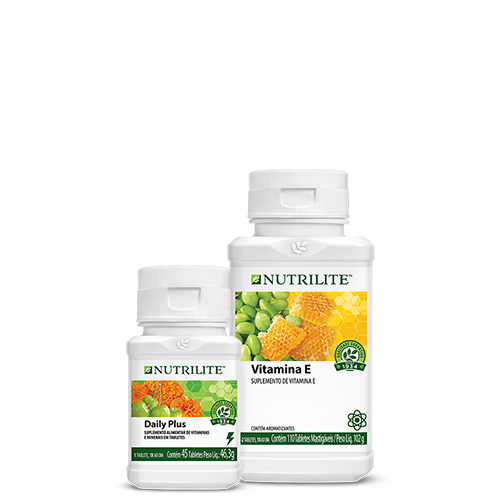 NUTRILITE™
Vitamina E
SUPLEMENTO DE VITAMINA E
1934
CONTÉM AROMATIZANTES
Contém 110 Tabletes Mastigáveis / Peso Líq. 102 g
NUTRILITE™
Daily Plus
SUPLEMENTO ALIMENTAR DE VITAMINAS
E MINERAIS EM TABLETES
1934
Contém 45 Tabletes Peso Líq. 46,3g